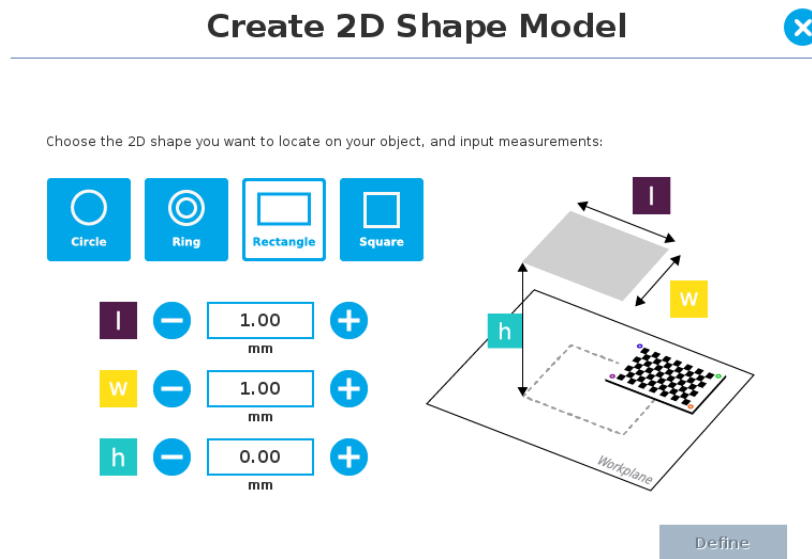 Create 2D Shape Model
Choose the 2D shape you want to locate on your object, and input measurements:
Circle
Ring
Rectangle
Square
l
1.00
mm
w
1.00
mm
h
0.00
mm
l
w
h
Workplane
Define